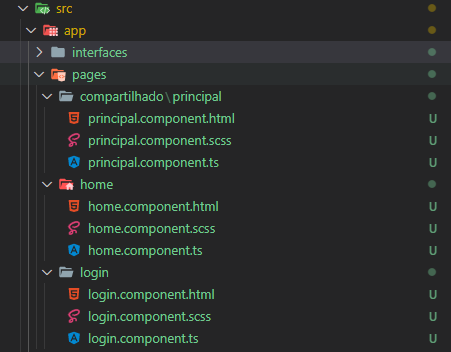 src
app
interfaces
pages
compartilhado\principal
principal.component.html U
principal.component.scss U
principal.component.ts U
home
home.component.html U
home.component.scss U
home.component.ts U
login
login.component.html U
login.component.scss U
login.component.ts U